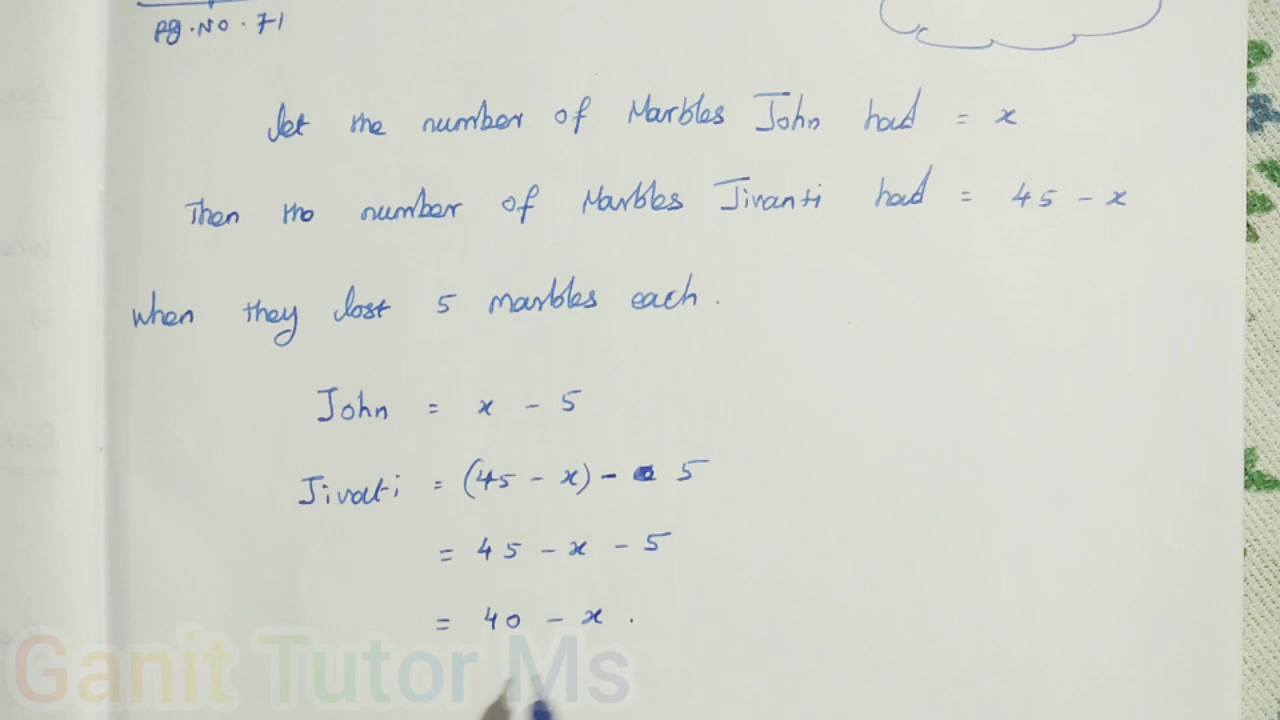 Pg. No. 71
let the number of Marbles John had = x
Then the number of Marbles Jivanti had = 45 - x
when they lost 5 marbles each.
John = x - 5
Jivati = (45 - x) - 5
= 45 - x - 5
= 40 - x.
Ganit Tutor Ms